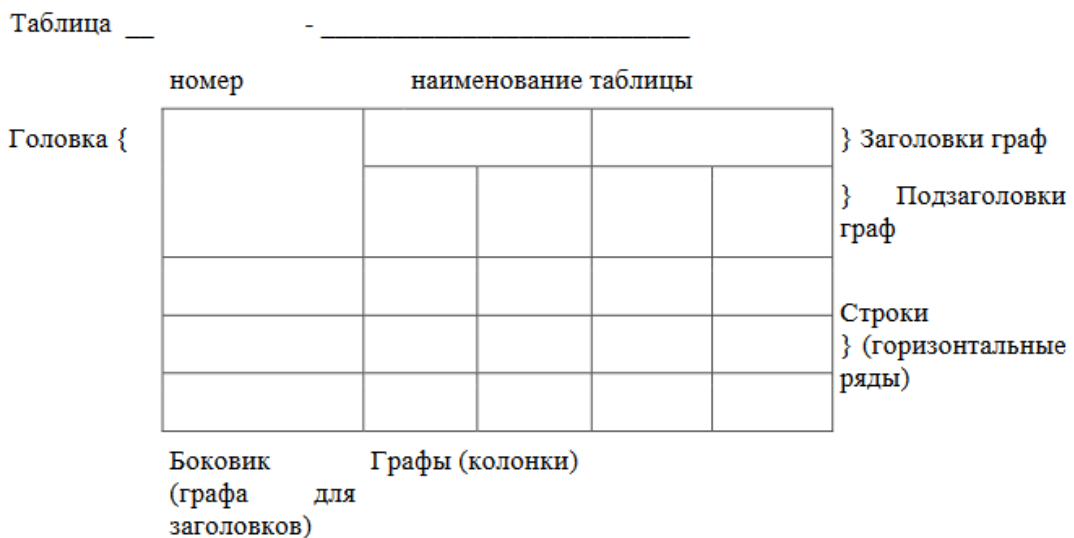 Таблица __ - __________________________
номер наименование таблицы
Головка { } Заголовки граф
} Подзаголовки
граф
Строки
} (горизонтальные
ряды)
Боковик Графы (колонки)
(графа для
заголовков)